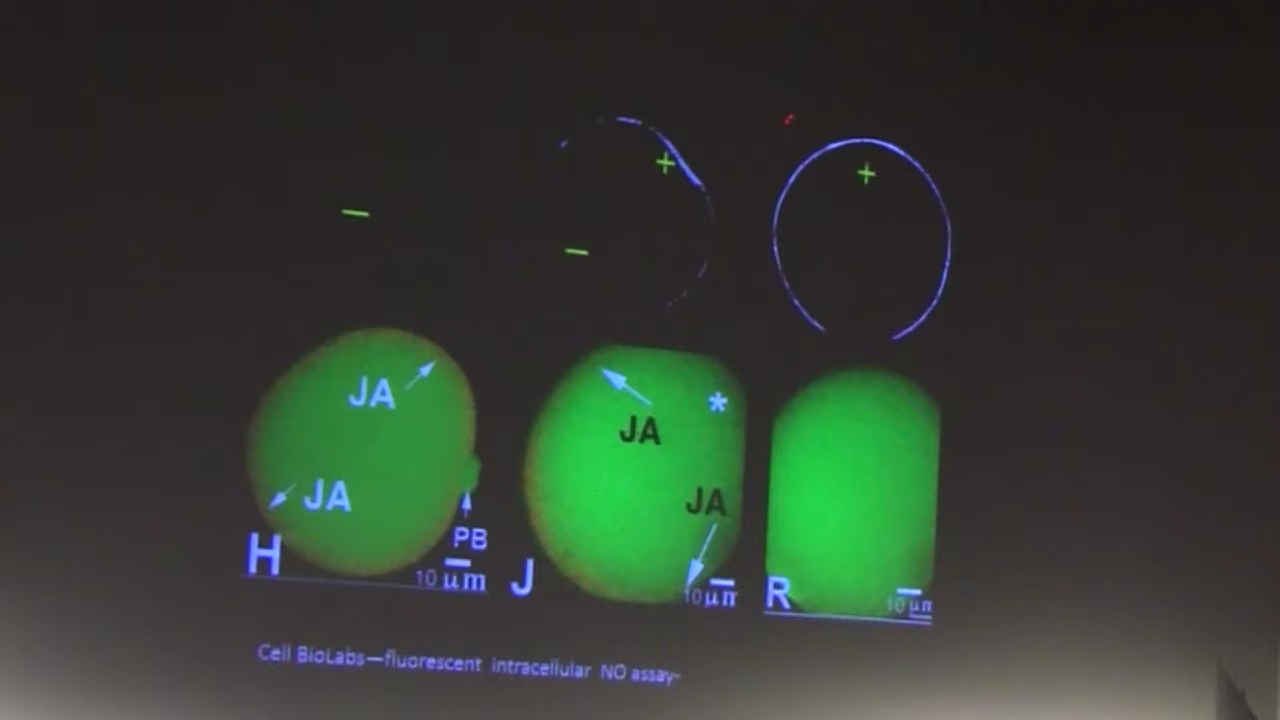 +
+
−
−
JA
JA
*
JA
JA
PB
H
10 μm
J
10 μm
R
10 μm
Cell BioLabs—fluorescent intracellular NO assay-